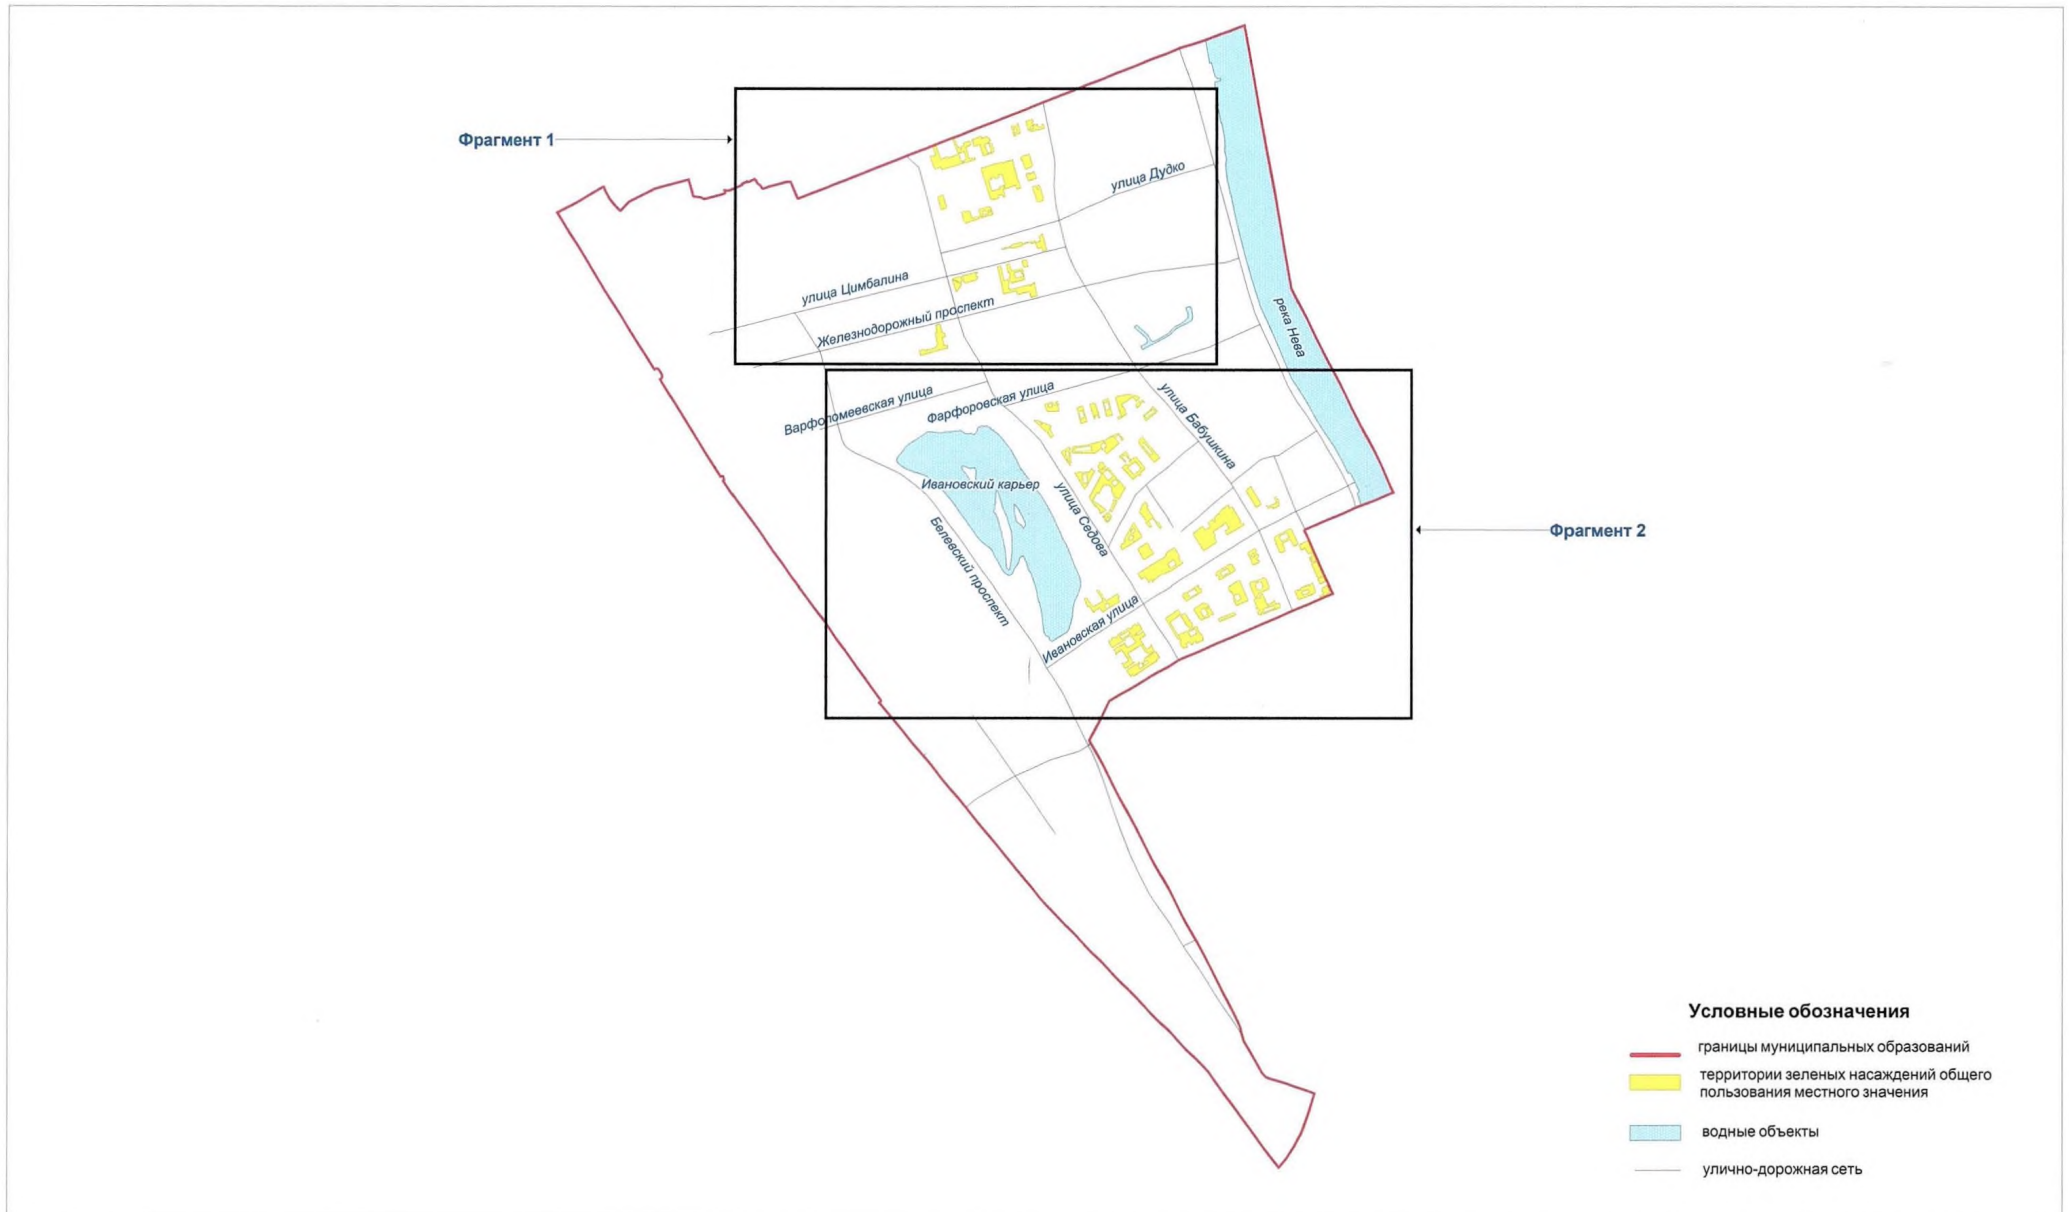 Фрагмент 1
улица Дудко
улица Цимбалина
Железнодорожный проспект
река Нева
Варфоломеевская улица
Фарфоровская улица
улица Бабушкина
Ивановский карьер
улица Седова
Белевский проспект
Фрагмент 2
Ивановская улица
Условные обозначения
границы муниципальных образований
территории зеленых насаждений общего
пользования местного значения
водные объекты
улично-дорожная сеть